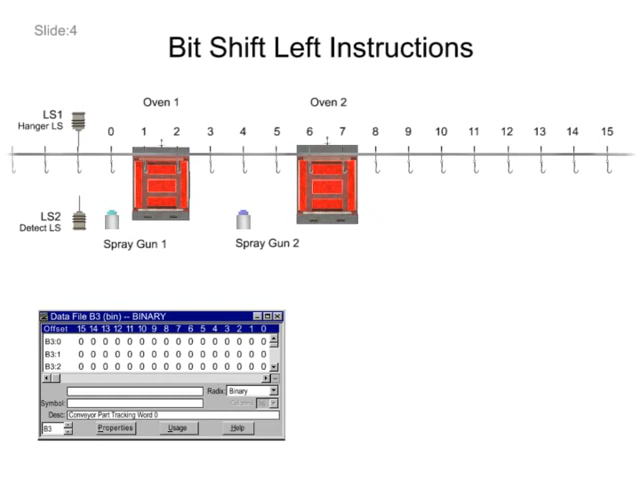 Slide:4
Bit Shift Left Instructions
Oven 1
Oven 2
LS1
Hanger LS
0 1 2 3 4 5 6 7 8 9 10 11 12 13 14 15
LS2
Detect LS
Spray Gun 1
Spray Gun 2
Data File B3 (bin) -- BINARY
Offset 15 14 13 12 11 10 9 8 7 6 5 4 3 2 1 0
B3:0 0 0 0 0 0 0 0 0 0 0 0 0 0 0 0 0
B3:1 0 0 0 0 0 0 0 0 0 0 0 0 0 0 0 0
B3:2 0 0 0 0 0 0 0 0 0 0 0 0 0 0 0 0
Radix: Binary
Symbol: Columns: 16
Desc: Conveyor Part Tracking Word 0
B3 Properties Usage Help